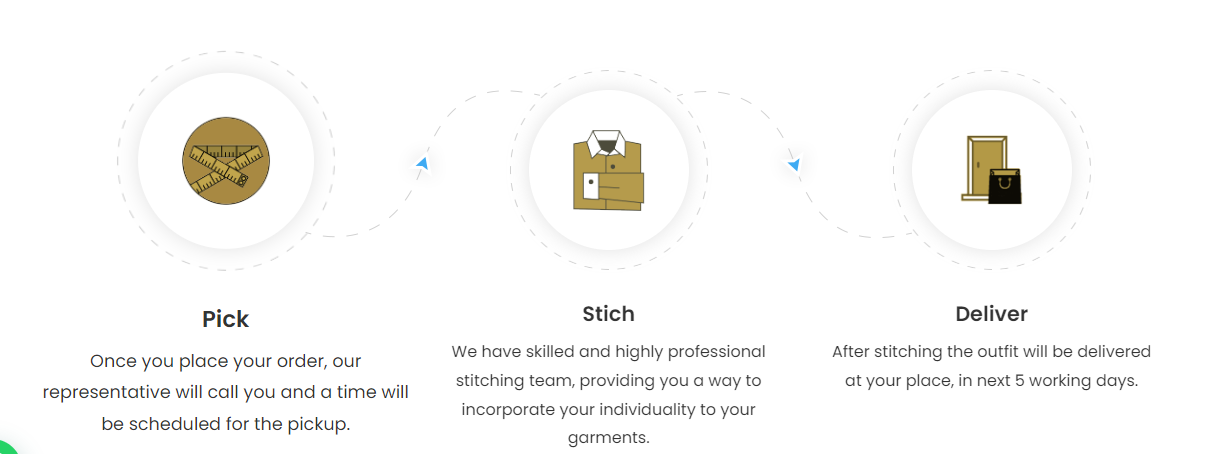 Pick
Once you place your order, our
representative will call you and a time will
be scheduled for the pickup.
Stich
We have skilled and highly professional
stitching team, providing you a way to
incorporate your individuality to your
garments.
Deliver
After stitching the outfit will be delivered
at your place, in next 5 working days.